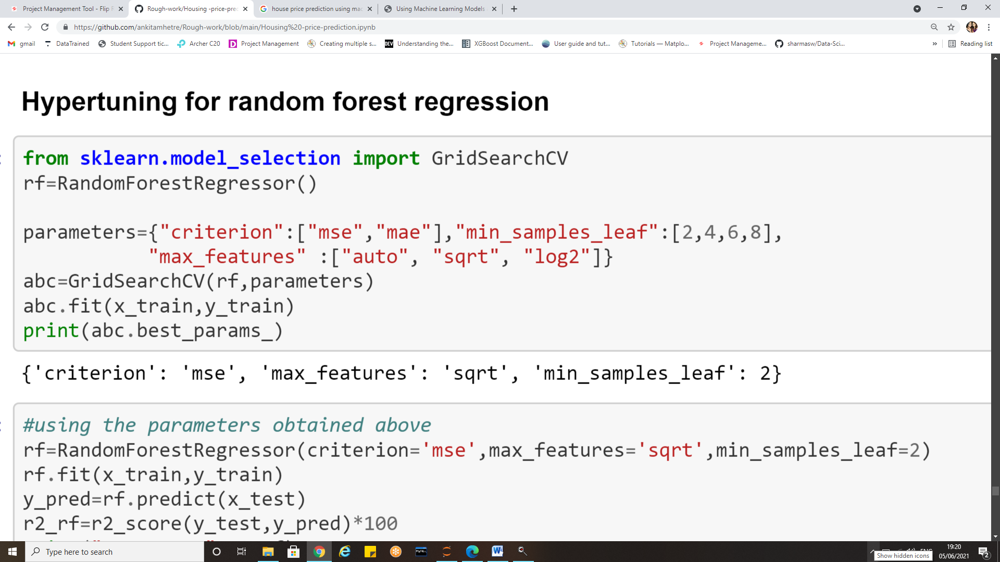 Project Management Tool - Flip R
Rough-work/Housing -price-pred
house price prediction using mac
Using Machine Learning Models
https://github.com/ankitamhetre/Rough-work/blob/main/Housing%20-price-prediction.ipynb
gmail DataTrained Student Support tic... Archer C20 Project Management Creating multiple s... DEV Understanding the... XGBoost Document... User guide and tut... Tutorials — Matplo... Project Manageme... sharmasw/Data-Sci... » Reading list
Hypertuning for random forest regression
from sklearn.model_selection import GridSearchCV
rf=RandomForestRegressor()
parameters={"criterion":["mse","mae"],"min_samples_leaf":[2,4,6,8],
"max_features" :["auto", "sqrt", "log2"]}
abc=GridSearchCV(rf,parameters)
abc.fit(x_train,y_train)
print(abc.best_params_)
{'criterion': 'mse', 'max_features': 'sqrt', 'min_samples_leaf': 2}
#using the parameters obtained above
rf=RandomForestRegressor(criterion='mse',max_features='sqrt',min_samples_leaf=2)
rf.fit(x_train,y_train)
y_pred=rf.predict(x_test)
r2_rf=r2_score(y_test,y_pred)*100
Type here to search
19:20
Show hidden icons
05/06/2021
2